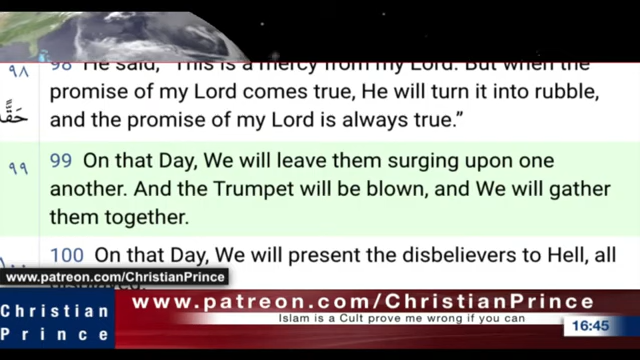 ٩٨
98 He said, "This is a mercy from my Lord. But when the
promise of my Lord comes true, He will turn it into rubble,
and the promise of my Lord is always true.”
٩٩
99 On that Day, We will leave them surging upon one
another. And the Trumpet will be blown, and We will gather
them together.
100 On that Day, We will present the disbelievers to Hell, all
www.patreon.com/ChristianPrince
Christian
Prince
www.patreon.com/ChristianPrince
Islam is a Cult prove me wrong if you can
16:45